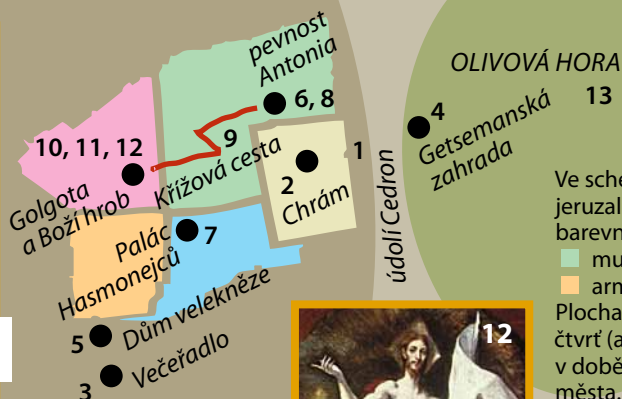 pevnost
Antonia
6, 8
OLIVOVÁ HORA
13
4
Getsemanská
zahrada
1
9
Křížová cesta
10, 11, 12
Golgota
a Boží hrob
2
Chrám
údolí Cedron
Palác
Hasmonejců
7
5
Dům velekněze
3
Večeřadlo
12
Ve sche
jeruzal
barevn
mu
arn
Plocha
čtvrť (a
v době
města.